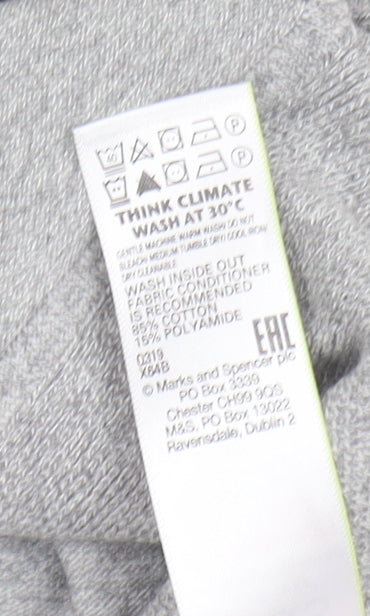 THINK CLIMATE
WASH AT 30°C
GENTLE MACHINE WARM WASH/ DO NOT
BLEACH/ MEDIUM TUMBLE DRY/ COOL IRON/
DRY CLEANABLE
WASH INSIDE OUT
FABRIC CONDITIONER
IS RECOMMENDED
85% COTTON
15% POLYAMIDE
0319
X64B
EAC
© Marks and Spencer plc
PO Box 3339
Chester CH99 9QS
M&S, PO Box 13022
Ravensdale, Dublin 2